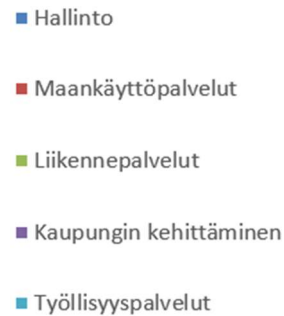 Hallinto
Maankäyttöpalvelut
Liikennepalvelut
Kaupungin kehittäminen
Työllisyyspalvelut